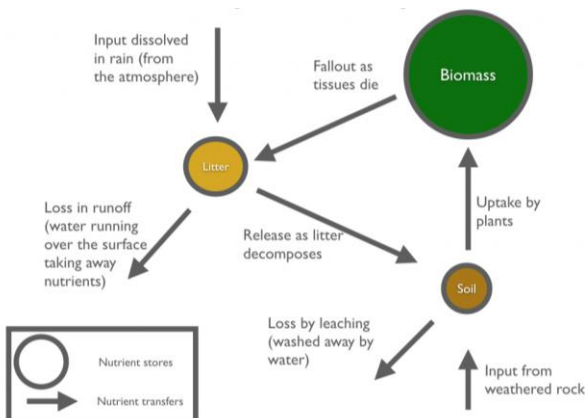 Input dissolved
in rain (from
the atmosphere)
Fallout as
tissues die
Biomass
Litter
Loss in runoff
(water running
over the surface
taking away
nutrients)
Release as litter
decomposes
Uptake by
plants
Soil
Loss by leaching
(washed away by
water)
Input from
weathered rock
Nutrient stores
Nutrient transfers